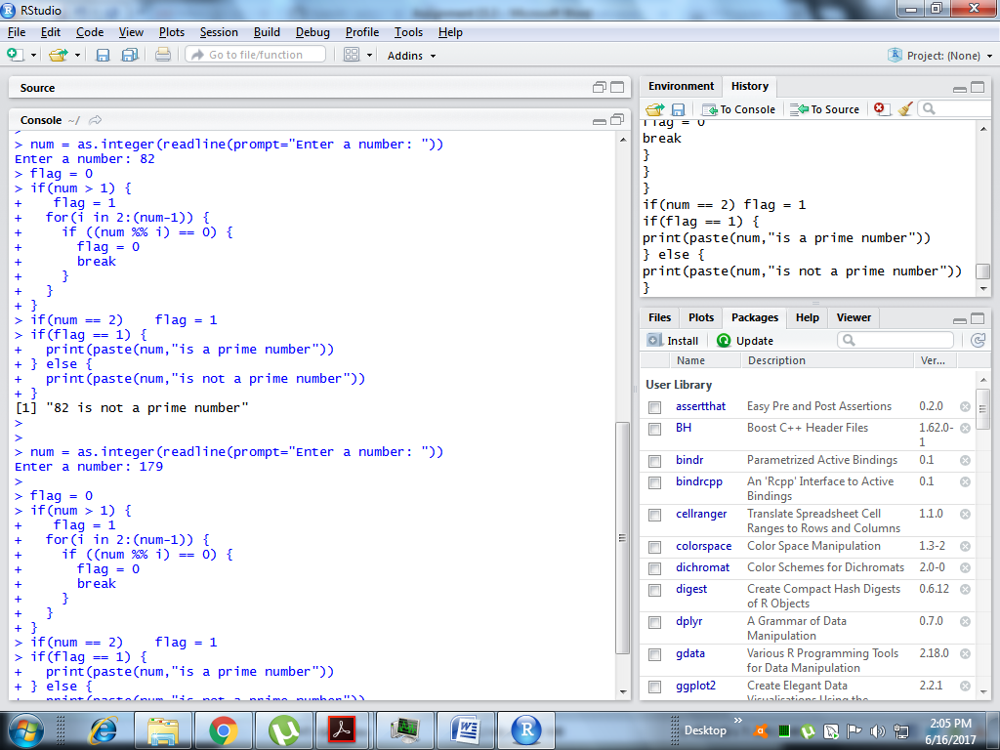 RStudio
File Edit Code View Plots Session Build Debug Profile Tools Help
Go to file/function Addins Project: (None)
Source
Console ~/
>
> num = as.integer(readline(prompt="Enter a number: "))
Enter a number: 82
> flag = 0
> if(num > 1) {
+    flag = 1
+   for(i in 2:(num-1)) {
+     if ((num %% i) == 0) {
+       flag = 0
+       break
+     }
+   }
+ }
> if(num == 2)    flag = 1
> if(flag == 1) {
+   print(paste(num,"is a prime number"))
+ } else {
+   print(paste(num,"is not a prime number"))
+ }
[1] "82 is not a prime number"
>
>
> num = as.integer(readline(prompt="Enter a number: "))
Enter a number: 179
>
> flag = 0
> if(num > 1) {
+    flag = 1
+   for(i in 2:(num-1)) {
+     if ((num %% i) == 0) {
+       flag = 0
+       break
+     }
+   }
+ }
> if(num == 2)    flag = 1
> if(flag == 1) {
+   print(paste(num,"is a prime number"))
+ } else {
+   print(paste(num,"is not a prime number"))
Environment History
To Console To Source
flag = 0
break
}
}
}
if(num == 2) flag = 1
if(flag == 1) {
print(paste(num,"is a prime number"))
} else {
print(paste(num,"is not a prime number"))
}
Files Plots Packages Help Viewer
Install Update
Name Description Ver...
User Library
assertthat Easy Pre and Post Assertions 0.2.0
BH Boost C++ Header Files 1.62.0-
1
bindr Parametrized Active Bindings 0.1
bindrcpp An 'Rcpp' Interface to Active 0.1
Bindings
cellranger Translate Spreadsheet Cell 1.1.0
Ranges to Rows and Columns
colorspace Color Space Manipulation 1.3-2
dichromat Color Schemes for Dichromats 2.0-0
digest Create Compact Hash Digests 0.6.12
of R Objects
dplyr A Grammar of Data 0.7.0
Manipulation
gdata Various R Programming Tools 2.18.0
for Data Manipulation
ggplot2 Create Elegant Data 2.2.1
Visualisations Using the
Desktop »
2:05 PM
6/16/2017